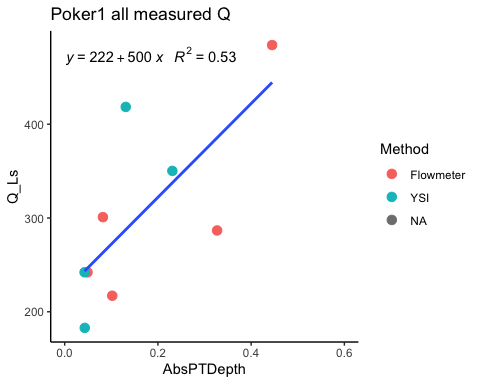 Poker1 all measured Q
y = 222 + 500 x R² = 0.53
400
300
200
Q_Ls
0.0 0.2 0.4 0.6
AbsPTDepth
Method
Flowmeter
YSI
NA